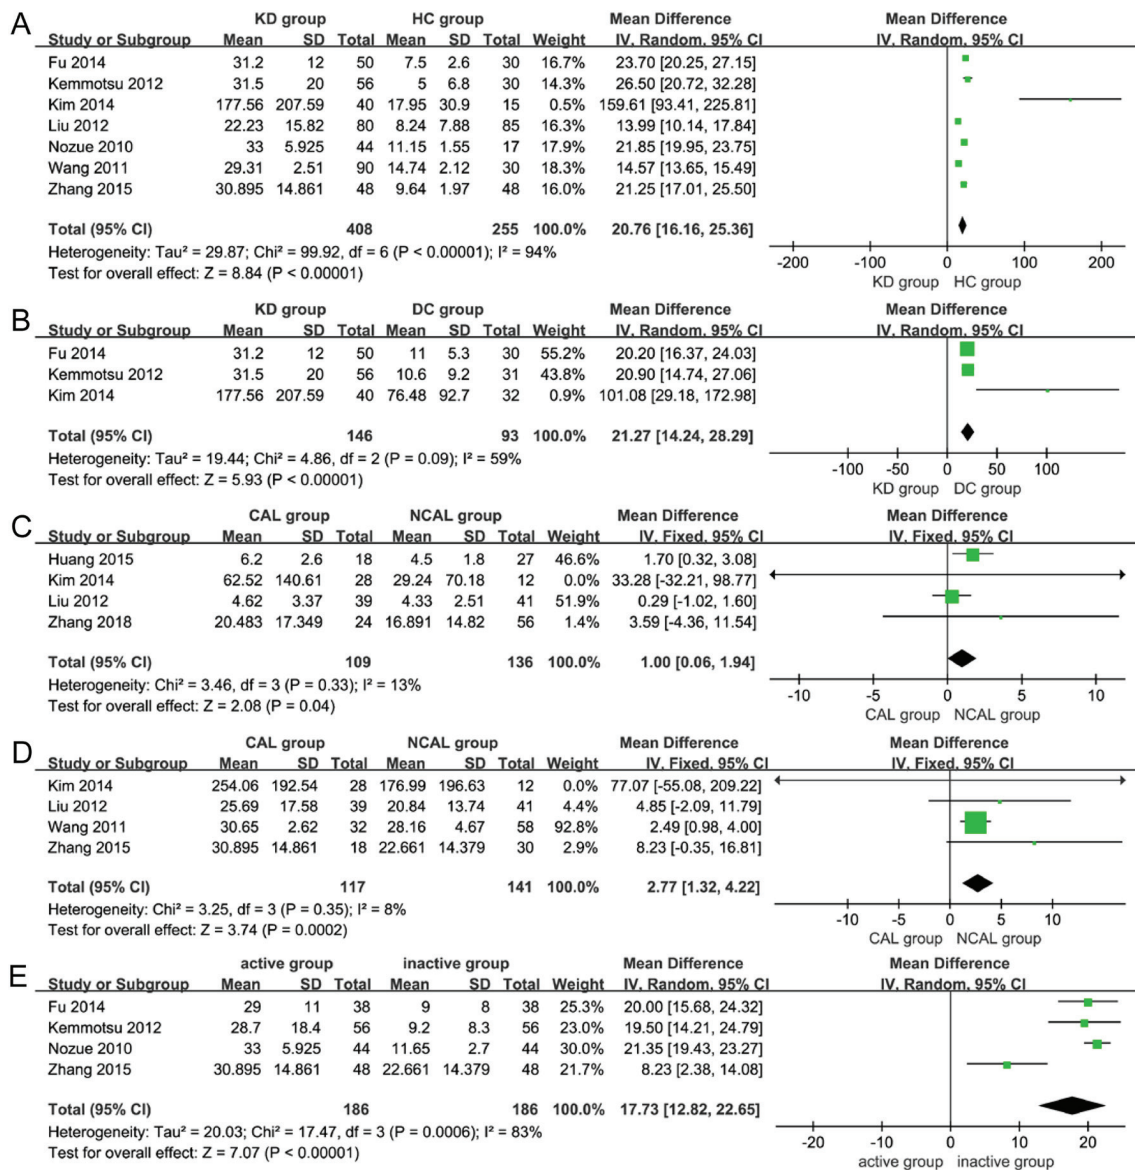 A
KD group HC group Mean Difference Mean Difference
Study or Subgroup Mean SD Total Mean SD Total Weight IV, Random, 95% CI IV, Random, 95% CI
Fu 2014 31.2 12 50 7.5 2.6 30 16.7% 23.70 [20.25, 27.15]
Kemmotsu 2012 31.5 20 56 5 6.8 30 14.3% 26.50 [20.72, 32.28]
Kim 2014 177.56 207.59 40 17.95 30.9 15 0.5% 159.61 [93.41, 225.81]
Liu 2012 22.23 15.82 80 8.24 7.88 85 16.3% 13.99 [10.14, 17.84]
Nozue 2010 33 5.925 44 11.15 1.55 17 17.9% 21.85 [19.95, 23.75]
Wang 2011 29.31 2.51 90 14.74 2.12 30 18.3% 14.57 [13.65, 15.49]
Zhang 2015 30.895 14.861 48 9.64 1.97 48 16.0% 21.25 [17.01, 25.50]
Total (95% CI) 408 255 100.0% 20.76 [16.16, 25.36]
Heterogeneity: Tau² = 29.87; Chi² = 99.92, df = 6 (P < 0.00001); I² = 94%
Test for overall effect: Z = 8.84 (P < 0.00001)
-200 -100 0 100 200
KD group HC group
B
KD group DC group Mean Difference Mean Difference
Study or Subgroup Mean SD Total Mean SD Total Weight IV, Random, 95% CI IV, Random, 95% CI
Fu 2014 31.2 12 50 11 5.3 30 55.2% 20.20 [16.37, 24.03]
Kemmotsu 2012 31.5 20 56 10.6 9.2 31 43.8% 20.90 [14.74, 27.06]
Kim 2014 177.56 207.59 40 76.48 92.7 32 0.9% 101.08 [29.18, 172.98]
Total (95% CI) 146 93 100.0% 21.27 [14.24, 28.29]
Heterogeneity: Tau² = 19.44; Chi² = 4.86, df = 2 (P = 0.09); I² = 59%
Test for overall effect: Z = 5.93 (P < 0.00001)
-100 -50 0 50 100
KD group DC group
C
CAL group NCAL group Mean Difference Mean Difference
Study or Subgroup Mean SD Total Mean SD Total Weight IV, Fixed, 95% CI IV, Fixed, 95% CI
Huang 2015 6.2 2.6 18 4.5 1.8 27 46.6% 1.70 [0.32, 3.08]
Kim 2014 62.52 140.61 28 29.24 70.18 12 0.0% 33.28 [-32.21, 98.77]
Liu 2012 4.62 3.37 39 4.33 2.51 41 51.9% 0.29 [-1.02, 1.60]
Zhang 2018 20.483 17.349 24 16.891 14.82 56 1.4% 3.59 [-4.36, 11.54]
Total (95% CI) 109 136 100.0% 1.00 [0.06, 1.94]
Heterogeneity: Chi² = 3.46, df = 3 (P = 0.33); I² = 13%
Test for overall effect: Z = 2.08 (P = 0.04)
-10 -5 0 5 10
CAL group NCAL group
D
CAL group NCAL group Mean Difference Mean Difference
Study or Subgroup Mean SD Total Mean SD Total Weight IV, Fixed, 95% CI IV, Fixed, 95% CI
Kim 2014 254.06 192.54 28 176.99 196.63 12 0.0% 77.07 [-55.08, 209.22]
Liu 2012 25.69 17.58 39 20.84 13.74 41 4.4% 4.85 [-2.09, 11.79]
Wang 2011 30.65 2.62 32 28.16 4.67 58 92.8% 2.49 [0.98, 4.00]
Zhang 2015 30.895 14.861 18 22.661 14.379 30 2.9% 8.23 [-0.35, 16.81]
Total (95% CI) 117 141 100.0% 2.77 [1.32, 4.22]
Heterogeneity: Chi² = 3.25, df = 3 (P = 0.35); I² = 8%
Test for overall effect: Z = 3.74 (P = 0.0002)
-10 -5 0 5 10
CAL group NCAL group
E
active group inactive group Mean Difference Mean Difference
Study or Subgroup Mean SD Total Mean SD Total Weight IV, Random, 95% CI IV, Random, 95% CI
Fu 2014 29 11 38 9 8 38 25.3% 20.00 [15.68, 24.32]
Kemmotsu 2012 28.7 18.4 56 9.2 8.3 56 23.0% 19.50 [14.21, 24.79]
Nozue 2010 33 5.925 44 11.65 2.7 44 30.0% 21.35 [19.43, 23.27]
Zhang 2015 30.895 14.861 48 22.661 14.379 48 21.7% 8.23 [2.38, 14.08]
Total (95% CI) 186 186 100.0% 17.73 [12.82, 22.65]
Heterogeneity: Tau² = 20.03; Chi² = 17.47, df = 3 (P = 0.0006); I² = 83%
Test for overall effect: Z = 7.07 (P < 0.00001)
-20 -10 0 10 20
active group inactive group